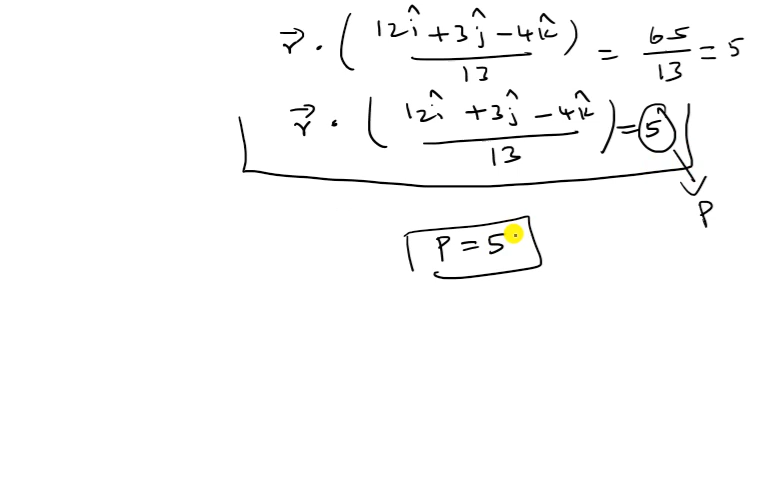 r⃗ · ( (12î + 3ĵ − 4k̂) / 13 ) = 65/13 = 5
r⃗ · ( (12î + 3ĵ − 4k̂) / 13 ) = 5
P
P = 5